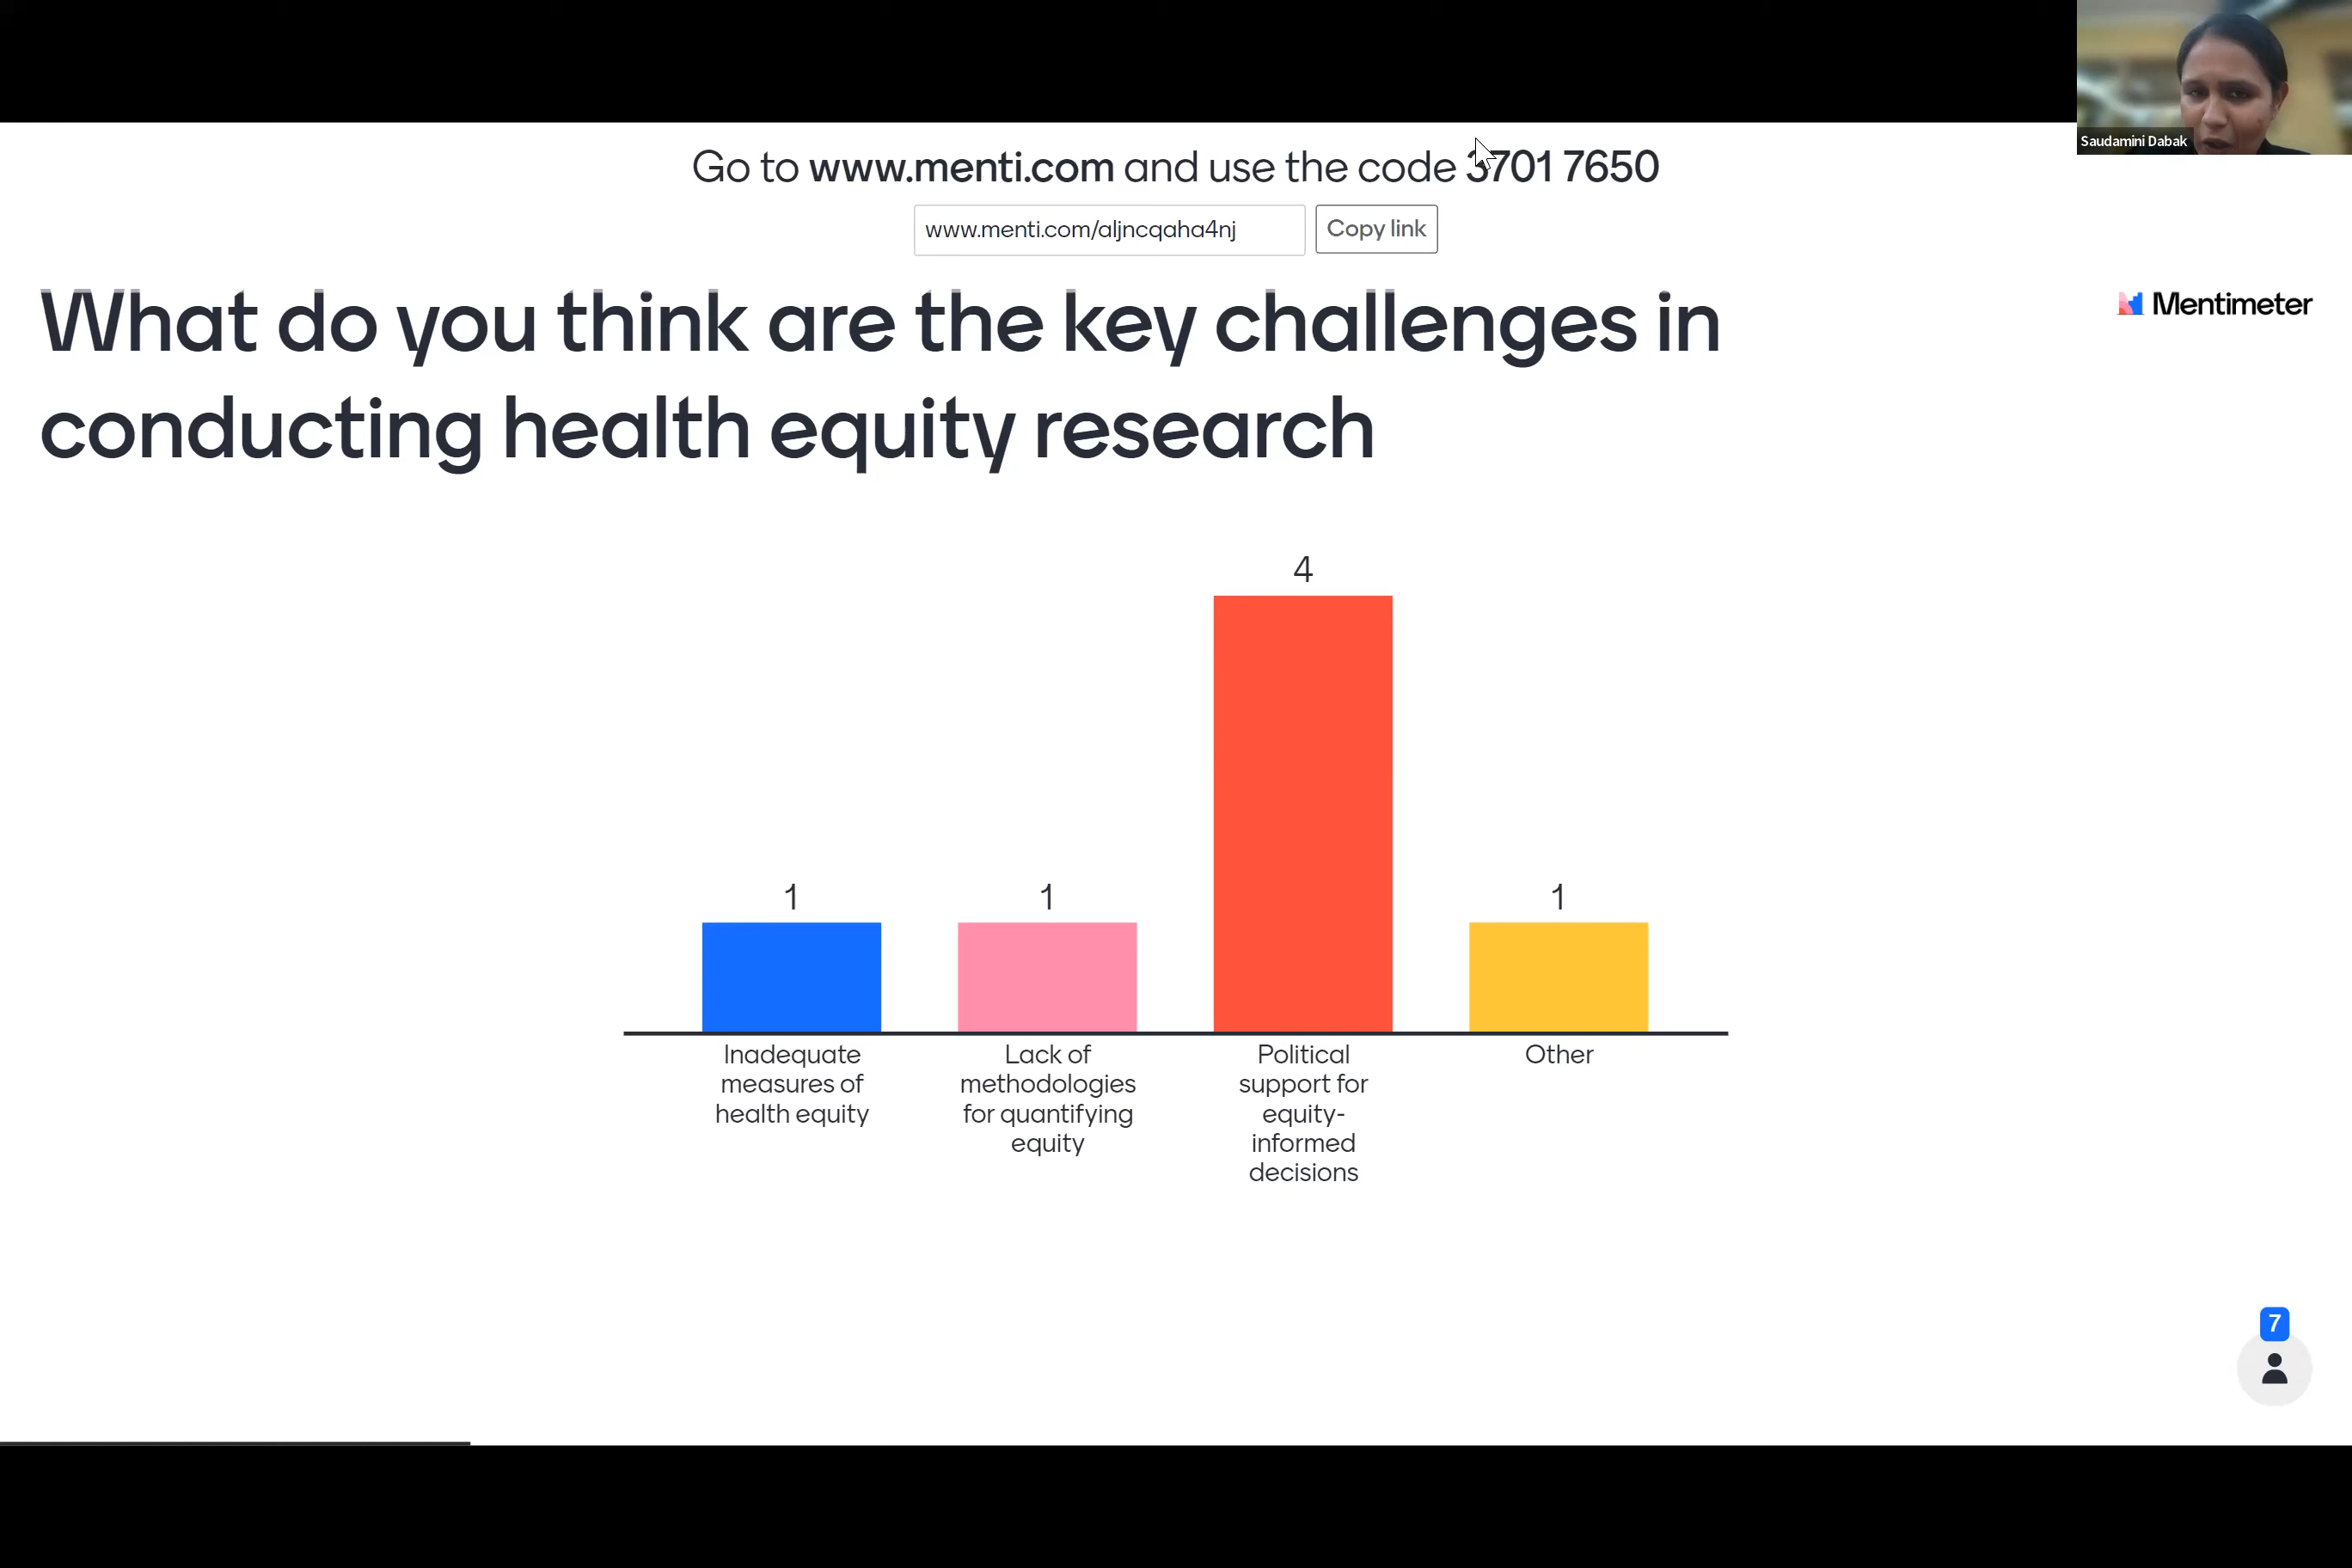 Saudamini Dabak
Go to www.menti.com and use the code 3701 7650
www.menti.com/aljncqaha4nj
Copy link
What do you think are the key challenges in
conducting health equity research
Mentimeter
4
1
1
1
Inadequate
measures of
health equity
Lack of
methodologies
for quantifying
equity
Political
support for
equity-
informed
decisions
Other
7